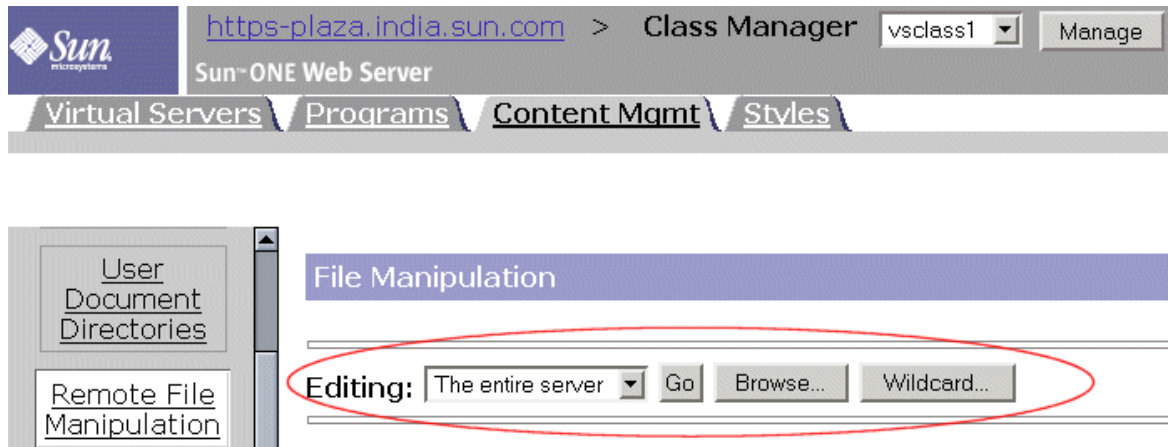 https-plaza.india.sun.com > Class Manager vsclass1 Manage
Sun microsystems
Sun™ ONE Web Server
Virtual Servers Programs Content Mgmt Styles
User Document Directories
File Manipulation
Editing: The entire server Go Browse... Wildcard...
Remote File Manipulation